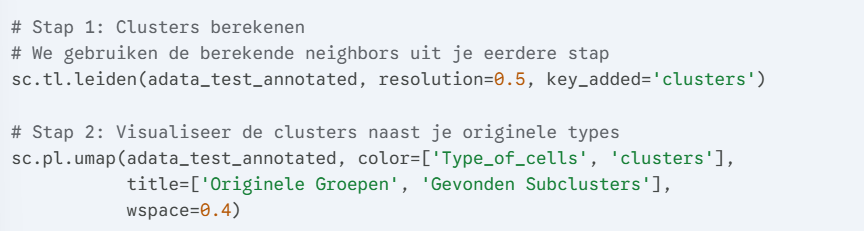 # Stap 1: Clusters berekenen
# We gebruiken de berekende neighbors uit je eerdere stap
sc.tl.leiden(adata_test_annotated, resolution=0.5, key_added='clusters')

# Stap 2: Visualiseer de clusters naast je originele types
sc.pl.umap(adata_test_annotated, color=['Type_of_cells', 'clusters'],
           title=['Originele Groepen', 'Gevonden Subclusters'],
           wspace=0.4)